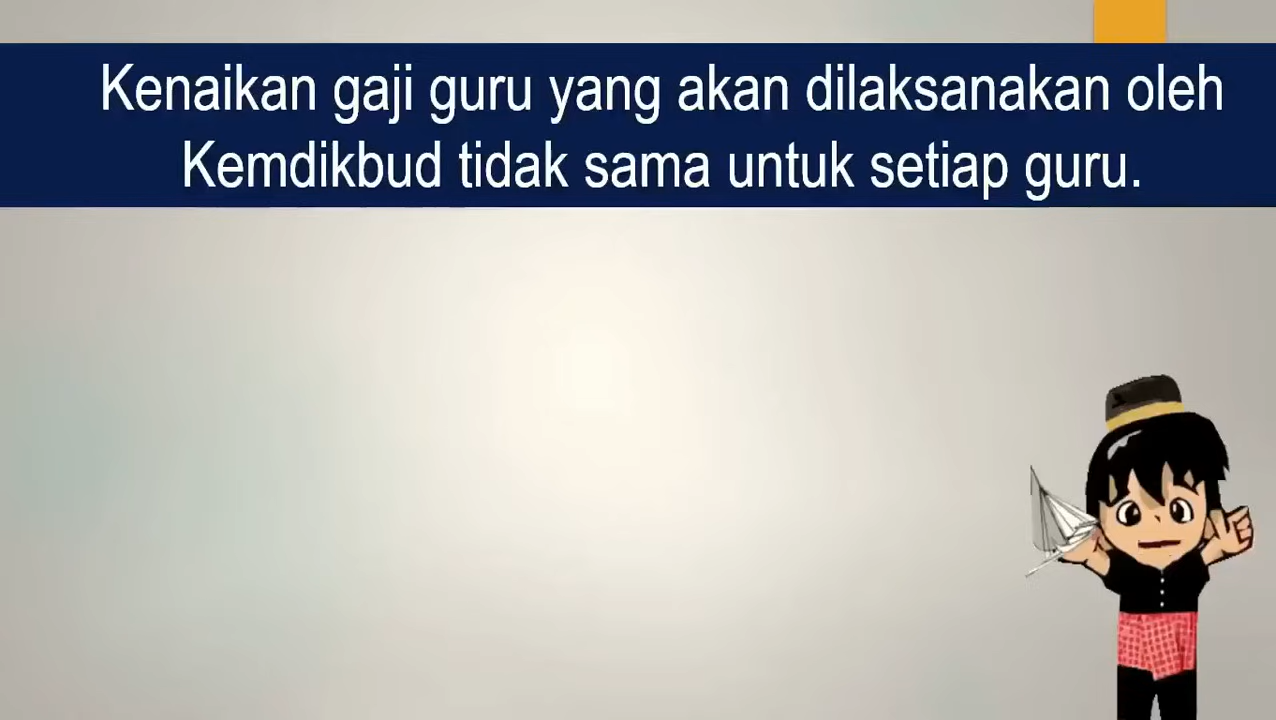 Kenaikan gaji guru yang akan dilaksanakan oleh
Kemdikbud tidak sama untuk setiap guru.